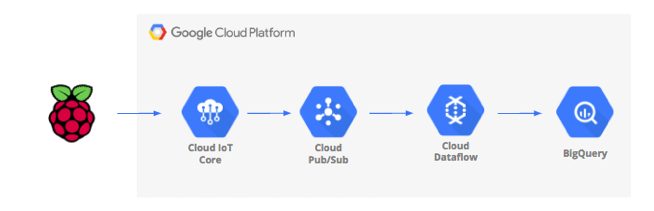 Google Cloud Platform
Cloud IoT
Core
Cloud
Pub/Sub
Cloud
Dataflow
BigQuery